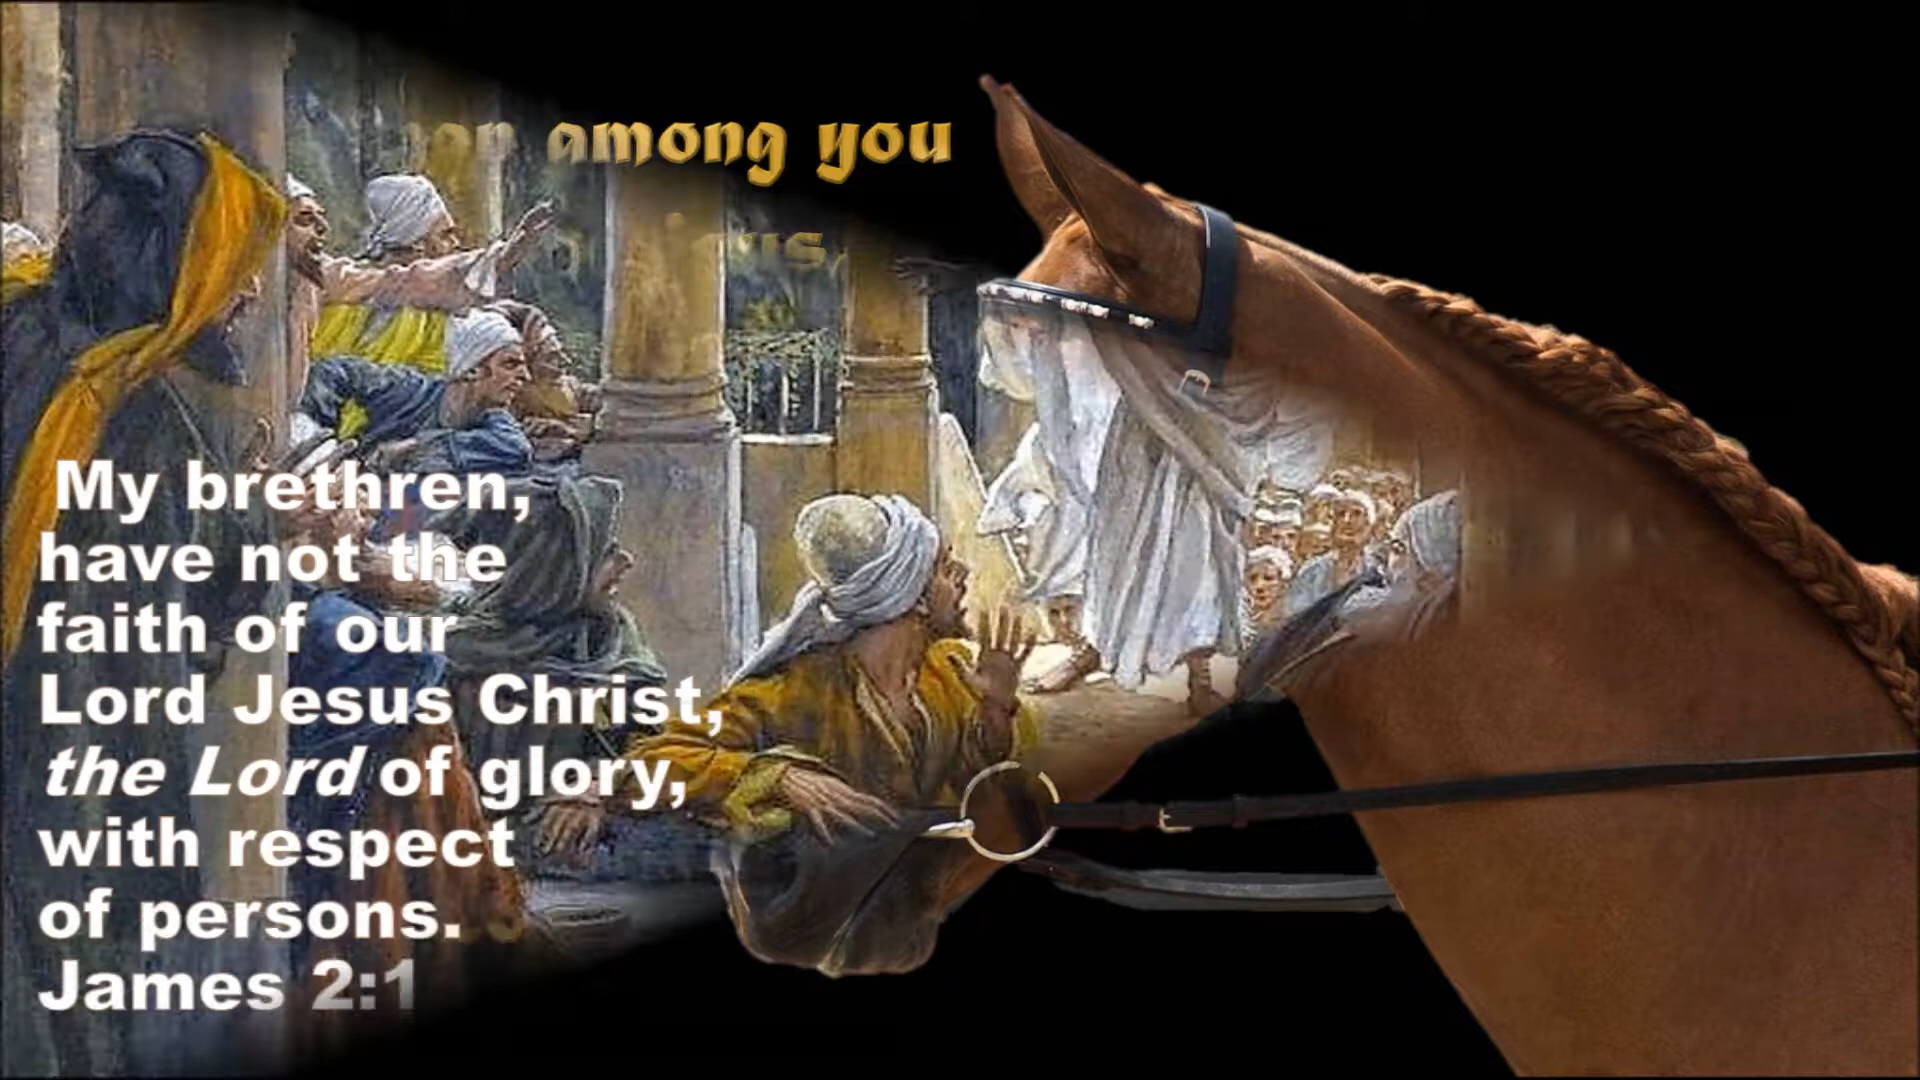 among you
My brethren,
have not the
faith of our
Lord Jesus Christ,
the Lord of glory,
with respect
of persons.
James 2:1